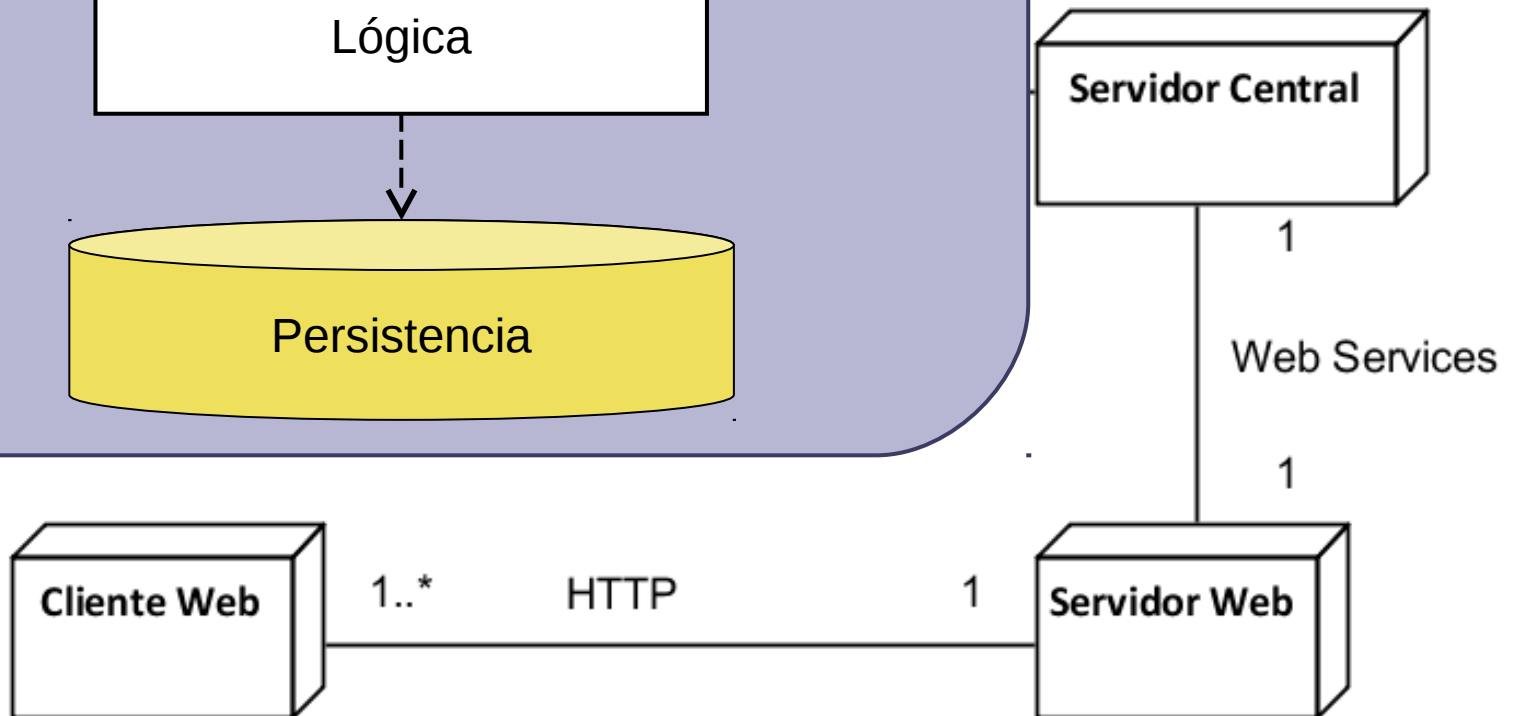 Lógica
Servidor Central
1
Persistencia
Web Services
1
Cliente Web
1..*
HTTP
1
Servidor Web